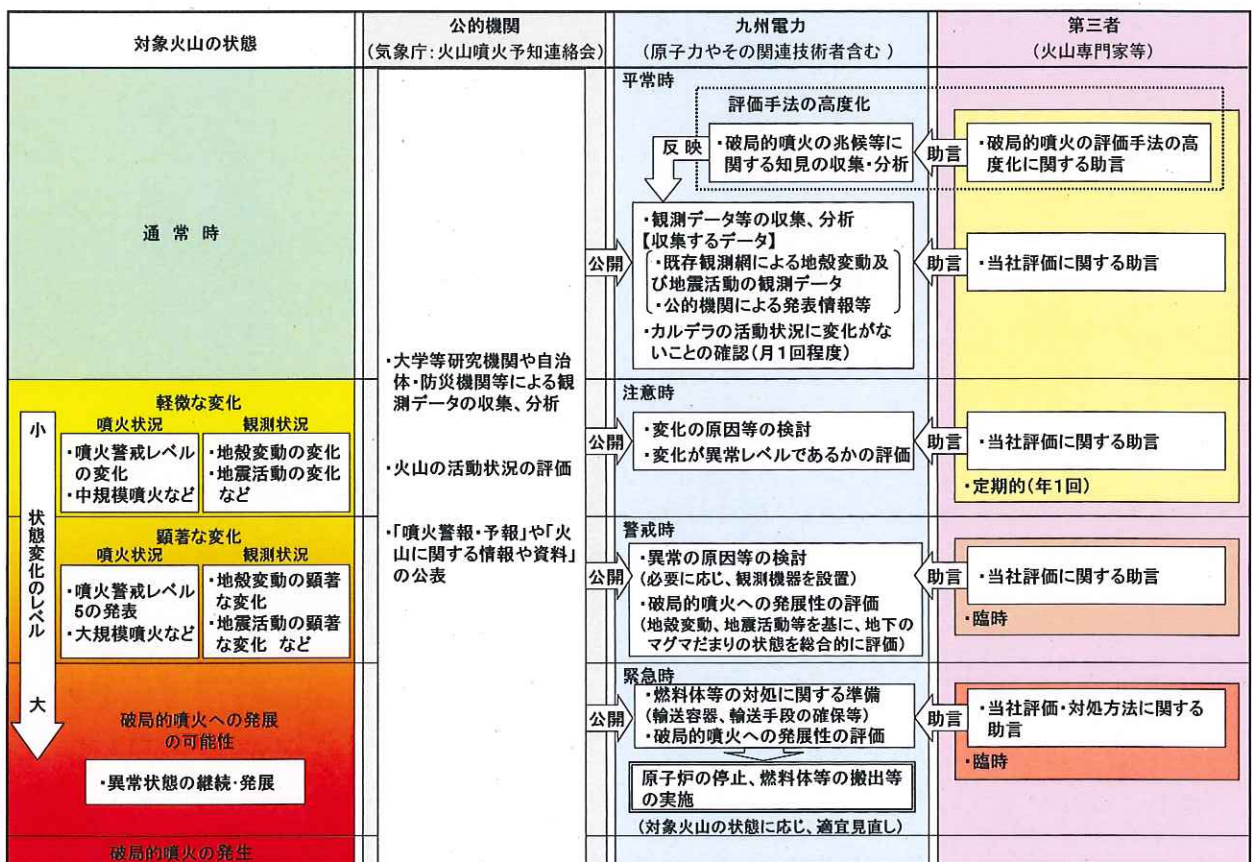 対象火山の状態
公的機関
(気象庁:火山噴火予知連絡会)
九州電力
(原子力やその関連技術者含む)
第三者
(火山専門家等)
通常時
小
状態変化のレベル
大
軽微な変化
噴火状況
・噴火警戒レベル
の変化
・中規模噴火など
観測状況
・地殻変動の変化
・地震活動の変化
など
顕著な変化
噴火状況
・噴火警戒レベル
5の発表
・大規模噴火など
観測状況
・地殻変動の顕著
な変化
・地震活動の顕著
な変化 など
破局的噴火への発展
の可能性
・異常状態の継続・発展
破局的噴火の発生
・大学等研究機関や自治
体・防災機関等による観
測データの収集、分析
・火山の活動状況の評価
・「噴火警報・予報」や「火
山に関する情報や資料」
の公表
平常時
評価手法の高度化
反映
・破局的噴火の兆候等に
関する知見の収集・分析
助言
・破局的噴火の評価手法の高
度化に関する助言
公開
・観測データ等の収集、分析
【収集するデータ】
・既存観測網による地殻変動及
び地震活動の観測データ
・公的機関による発表情報等
・カルデラの活動状況に変化がな
いことの確認(月1回程度)
助言
・当社評価に関する助言
注意時
公開
・変化の原因等の検討
・変化が異常レベルであるかの評価
助言
・当社評価に関する助言
・定期的(年1回)
警戒時
公開
・異常の原因等の検討
(必要に応じ、観測機器を設置)
・破局的噴火への発展性の評価
(地殻変動、地震活動等を基に、地下の
マグマだまりの状態を総合的に評価)
助言
・当社評価に関する助言
・臨時
緊急時
公開
・燃料体等の対処に関する準備
(輸送容器、輸送手段の確保等)
・破局的噴火への発展性の評価
助言
・当社評価・対処方法に関する
助言
・臨時
原子炉の停止、燃料体等の搬出等
の実施
(対象火山の状態に応じ、適宜見直し)